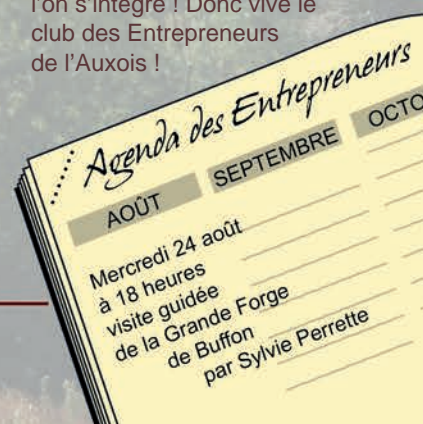 l'on s'intègre ! Donc vive le
club des Entrepreneurs
de l'Auxois !
Agenda des Entrepreneurs
AOÛT SEPTEMBRE
Mercredi 24 août
à 18 heures
visite guidée
de la Grande Forge
de Buffon
par Sylvie Perrette